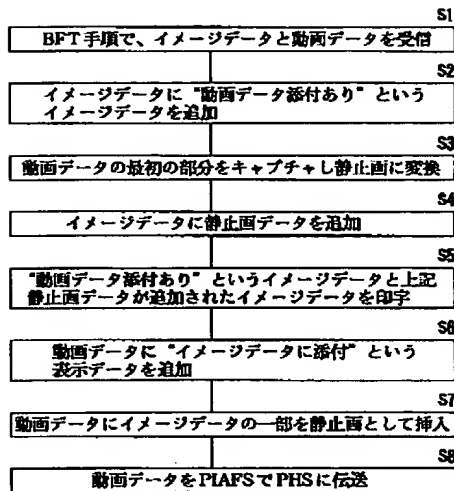 S1
BFT手順で、イメージデータと動画データを受信
S2
イメージデータに“動画データ添付あり”という
イメージデータを追加
S3
動画データの最初の部分をキャプチャし静止画に変換
S4
イメージデータに静止画データを追加
S5
“動画データ添付あり”というイメージデータと上記
静止画データが追加されたイメージデータを印字
S6
動画データに“イメージデータに添付”という
表示データを追加
S7
動画データにイメージデータの一部を静止画として挿入
S8
動画データをPIAFSでPHSに伝送